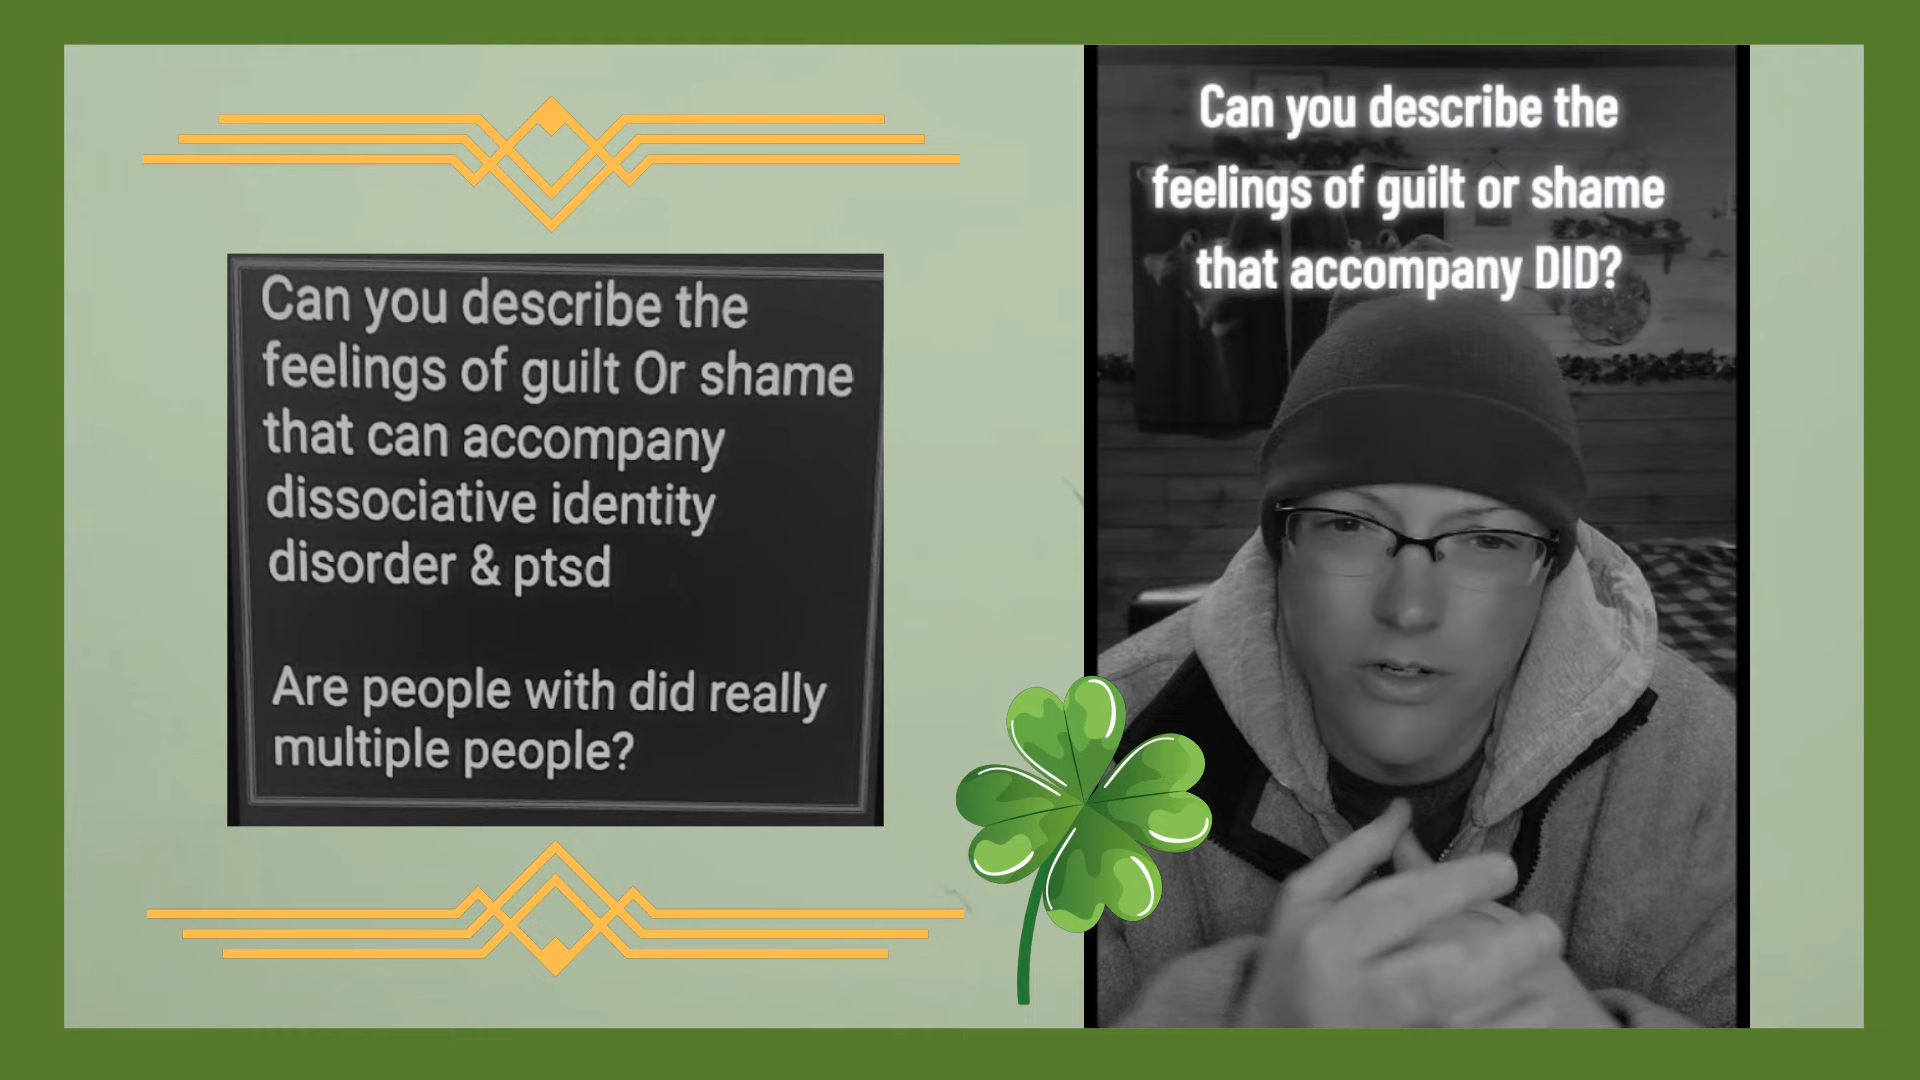 Can you describe the
feelings of guilt Or shame
that can accompany
dissociative identity
disorder & ptsd
Are people with did really
multiple people?
Can you describe the
feelings of guilt or shame
that accompany DID?